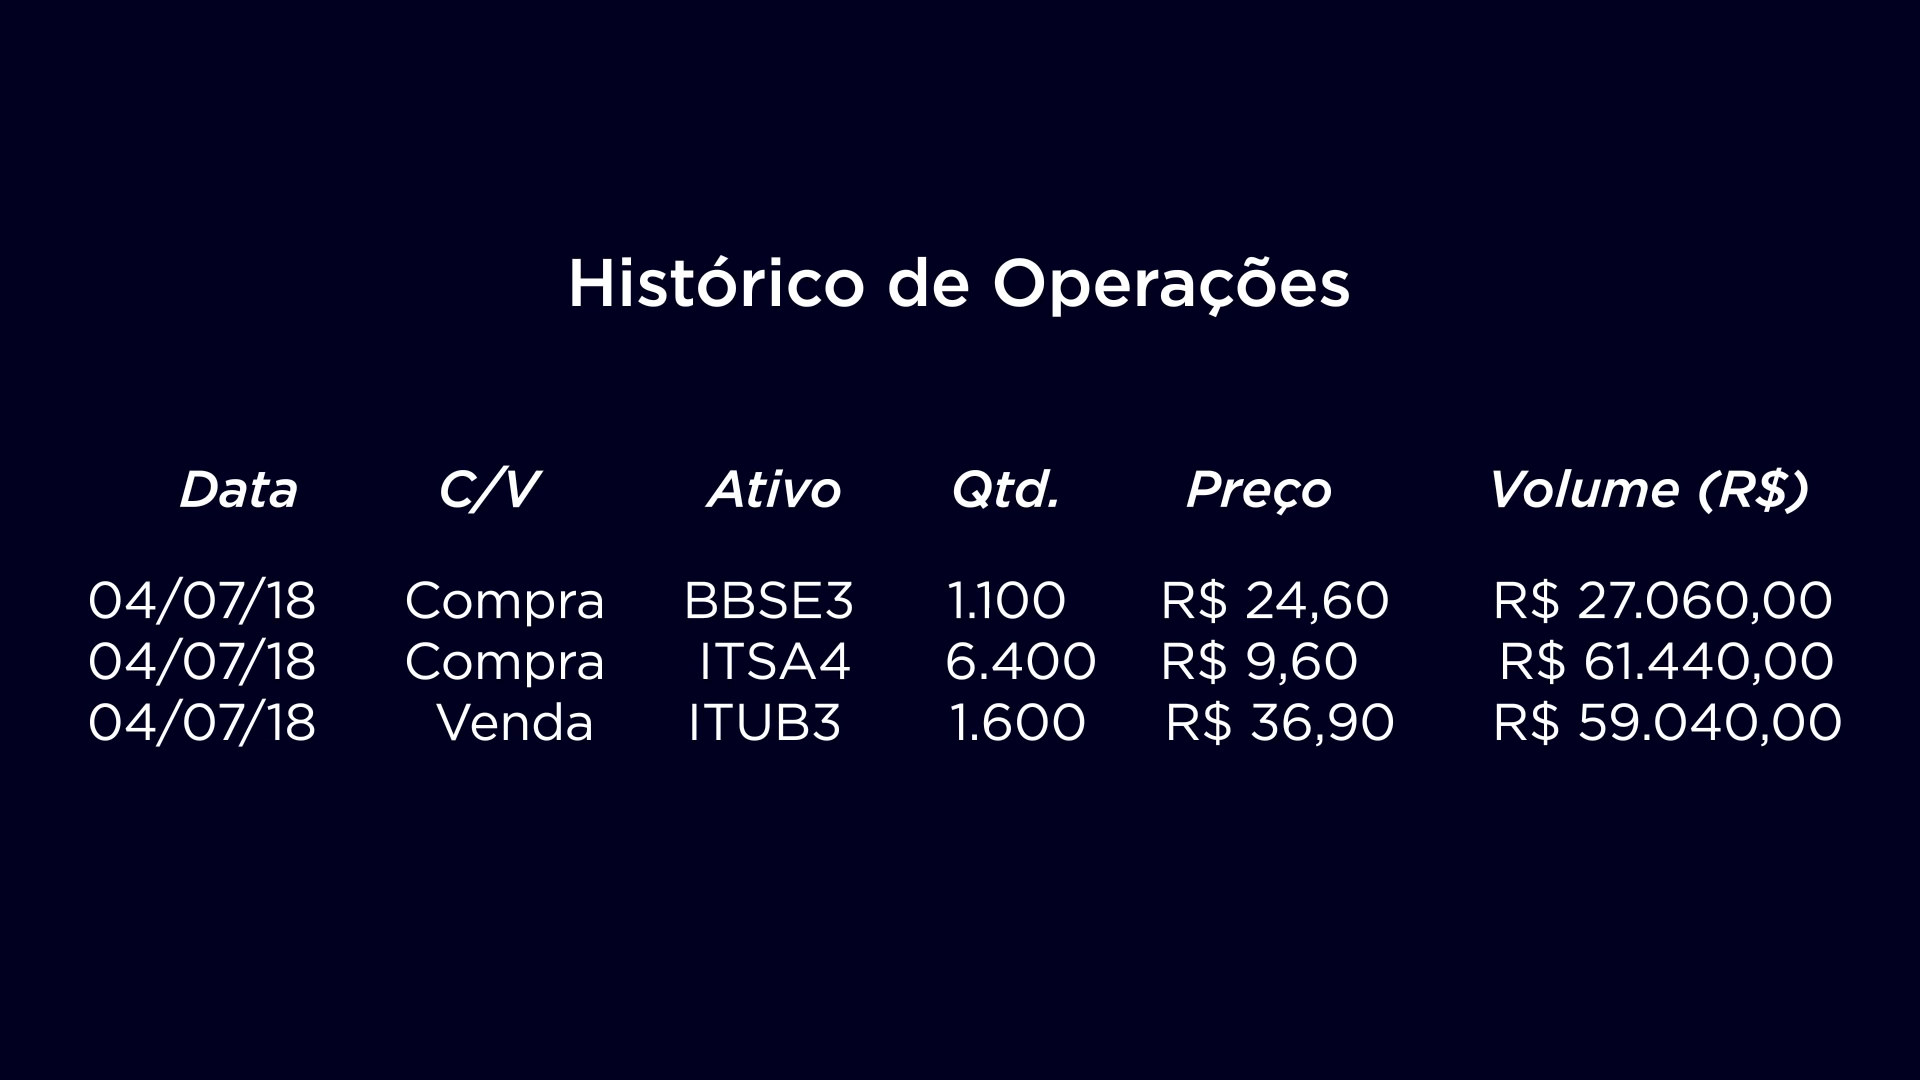 Histórico de Operações
Data C/V Ativo Qtd. Preço Volume (R$)
04/07/18 Compra BBSE3 1.100 R$ 24,60 R$ 27.060,00
04/07/18 Compra ITSA4 6.400 R$ 9,60 R$ 61.440,00
04/07/18 Venda ITUB3 1.600 R$ 36,90 R$ 59.040,00